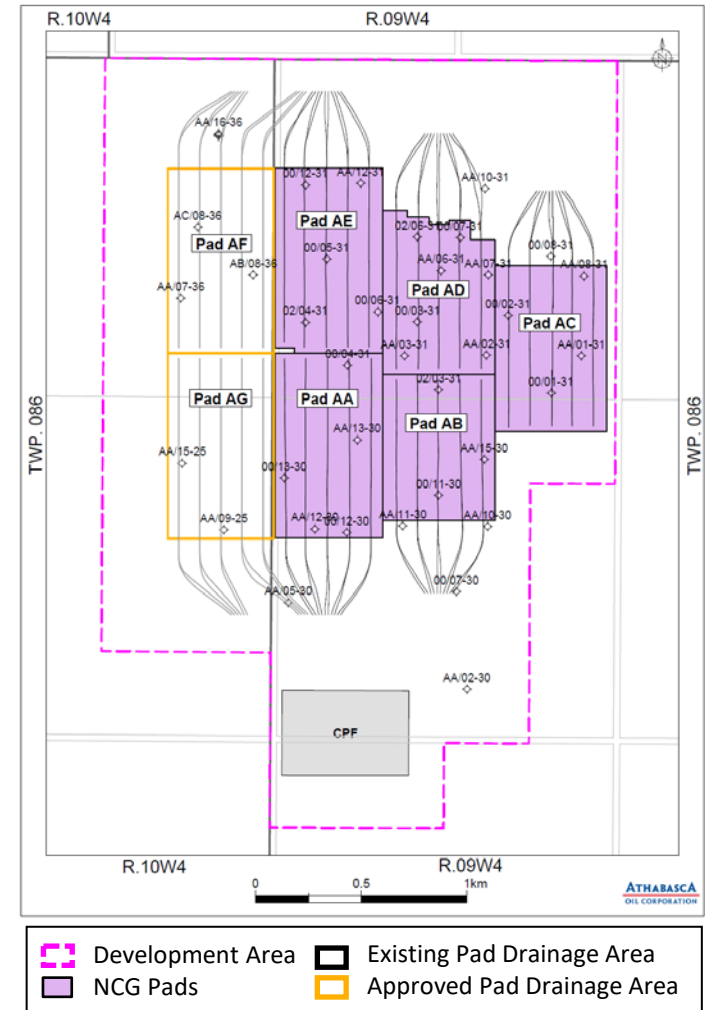 R.10W4 R.09W4
AA/16-36
00/12-31 AA/12-31 AA/10-31
AC/08-36 Pad AE 02/06-31 00/07-31
Pad AF 00/08-31
AB/08-36 00/05-31 AA/06-31 AA/07-31 AA/08-31
AA/07-36 Pad AD
02/04-31 00/06-31 00/03-31 00/02-31 Pad AC
00/04-31 AA/03-31 AA/02-31 AA/01-31
02/03-31 00/01-31
Pad AG Pad AA
TWP. 086 Pad AB TWP. 086
AA/13-30
AA/15-25 AA/15-30
00/13-30
00/11-30
AA/09-25 AA/12-30 00/12-30 AA/11-30 AA/10-30
AA/05-30 00/07-30
AA/02-30
CPF
R.10W4 R.09W4
0 0.5 1km
ATHABASCA
OIL CORPORATION
Development Area Existing Pad Drainage Area
NCG Pads Approved Pad Drainage Area